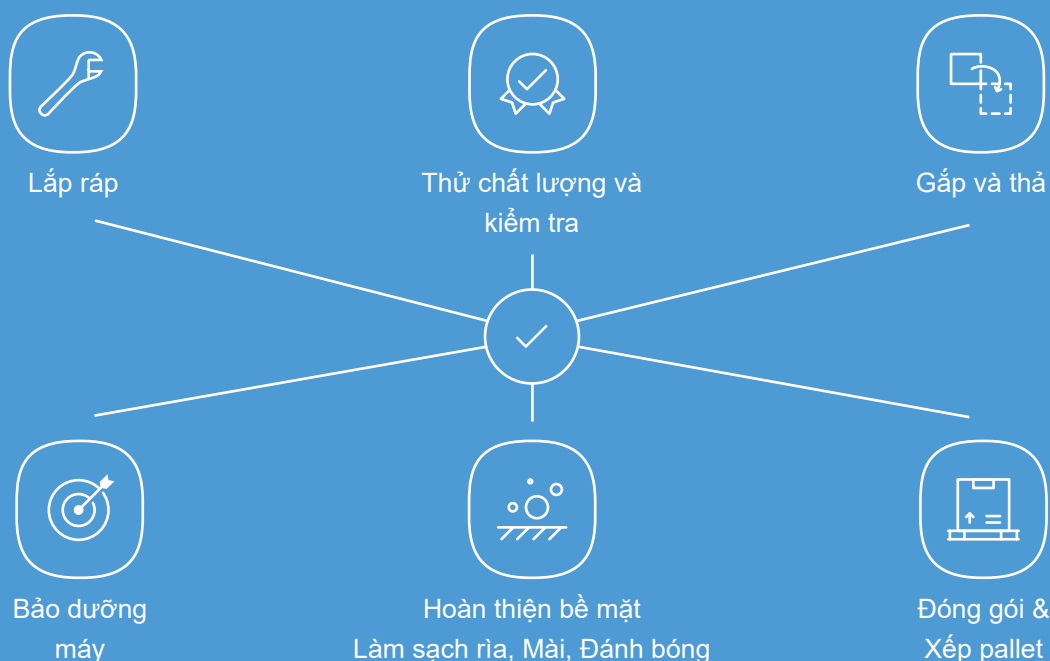 Lắp ráp
Thử chất lượng và
kiểm tra
Gắp và thả
Bảo dưỡng
máy
Hoàn thiện bề mặt
Làm sạch rìa, Mài, Đánh bóng
Đóng gói &
Xếp pallet